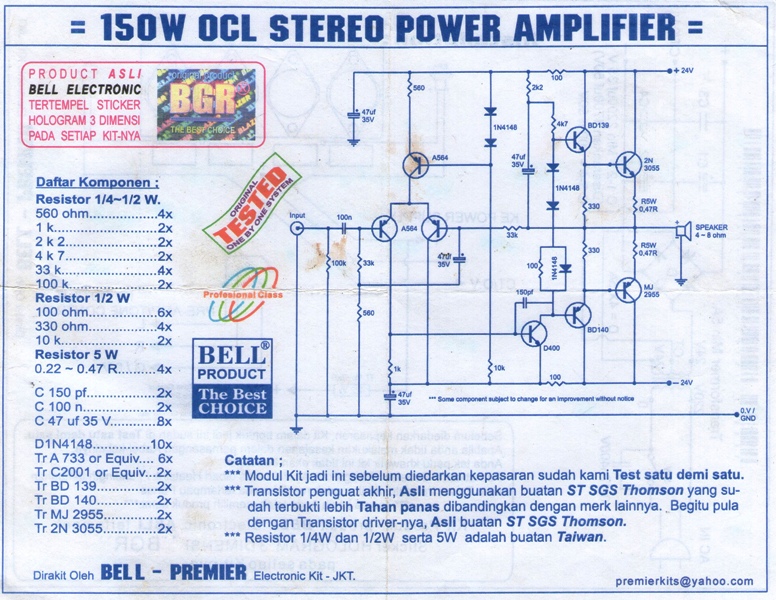 = 150W OCL STEREO POWER AMPLIFIER =
PRODUCT ASLI
BELL ELECTRONIC
TERTEMPEL STICKER
HOLOGRAM 3 DIMENSI
PADA SETIAP KIT-NYA
original product
BGR
THE BEST CHOICE
ORIGINAL
TESTED
ONE BY ONE SYSTEM
Profesional Class
BELL®
PRODUCT
The Best
CHOICE
Daftar Komponen :
Resistor 1/4~1/2 W.
560 ohm....................4x
1 k.............................2x
2 k 2..........................2x
4 k 7..........................2x
33 k...........................4x
100 k.........................2x
Resistor 1/2 W
100 ohm....................6x
330 ohm....................4x
10 k...........................2x
Resistor 5 W
0.22 ~ 0.47 R.............4x
C 150 pf.....................2x
C 100 n......................2x
C 47 uf 35 V...............8x
D1N4148...................10x
Tr A 733 or Equiv.....6x
Tr C2001 or Equiv...2x
Tr BD 139.................2x
Tr BD 140.................2x
Tr MJ 2955...............2x
Tr 2N 3055...............2x
47uf
35V
560
1N4148
2k2
100
+ 24V
4k7
BD139
A564
47uf
35V
1N4148
2N
3055
Input
100n
A564
330
R5W
0,47R
SPEAKER
4 ~ 8 ohm
33k
100k
33k
47uf
35V
330
R5W
0,47R
100
1N4148
560
150pf
MJ
2955
BD140
D400
1k
10k
100
- 24V
47uf
35V
*** Some component subject to change for an improvement without notice
0.V /
GND
Catatan :
*** Modul Kit jadi ini sebelum diedarkan kepasaran sudah kami Test satu demi satu.
*** Transistor penguat akhir, Asli menggunakan buatan ST SGS Thomson yang su-
dah terbukti lebih Tahan panas dibandingkan dengan merk lainnya. Begitu pula
dengan Transistor driver-nya, Asli buatan ST SGS Thomson.
*** Resistor 1/4W dan 1/2W serta 5W adalah buatan Taiwan.
Dirakit Oleh BELL - PREMIER Electronic Kit - JKT.
premierkits@yahoo.com